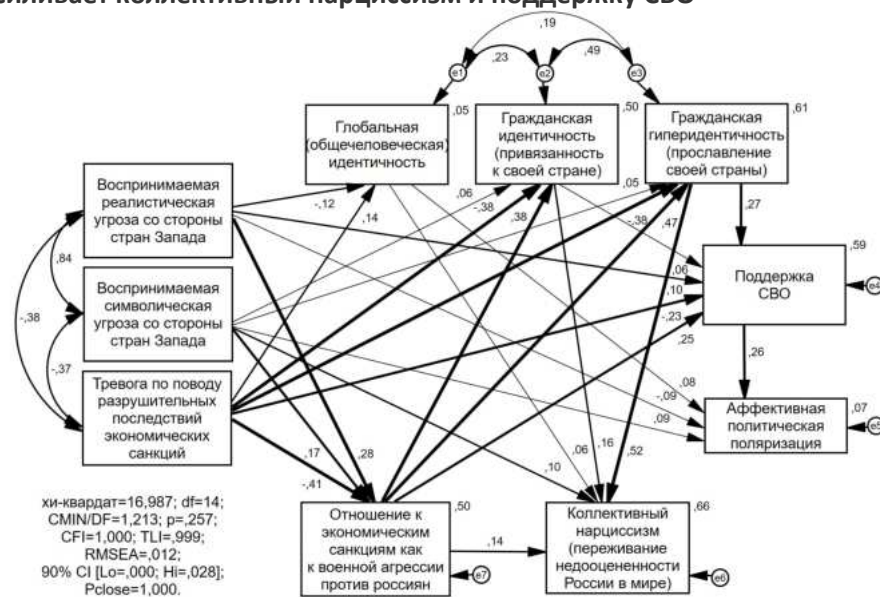 силивает коллективный нарциссизм и поддержку СВО
,19
,23
,49
e1
e2
e3
,05
,50
,61
Глобальная
(общечеловеческая)
идентичность
Гражданская
идентичность
(привязанность
к своей стране)
Гражданская
гиперидентичность
(прославление
своей страны)
Воспринимаемая
реалистическая
угроза со стороны
стран Запада
-,12
,14
,06
-,38
,38
,05
,47
-,38
,27
,84
-,38
-,37
Воспринимаемая
символическая
угроза со стороны
стран Запада
,59
Поддержка
СВО
e4
,06
,10
-,23
,25
,26
Тревога по поводу
разрушительных
последствий
экономических
санкций
,08
-,09
,09
,07
Аффективная
политическая
поляризация
e5
,17
-,41
,28
,10
,06
,16
,52
хи-квардат=16,987; df=14;
CMIN/DF=1,213; p=,257;
CFI=1,000; TLI=,999;
RMSEA=,012;
90% CI [Lo=,000; Hi=,028];
Pclose=1,000.
,50
Отношение к
экономическим
санкциям как
к военной агрессии
против россиян
e7
,14
,66
Коллективный
нарциссизм
(переживание
недооцененности
России в мире)
e6